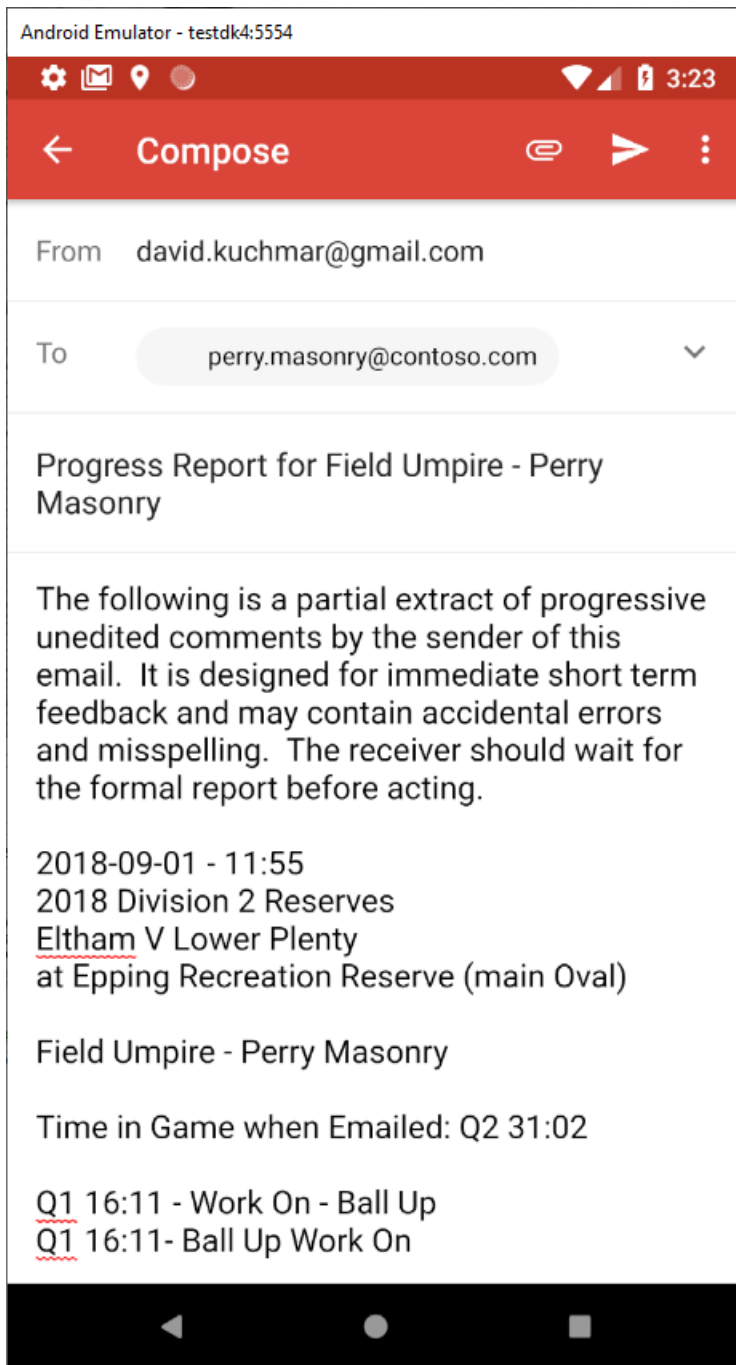 Android Emulator - testdk4:5554
3:23
Compose
From david.kuchmar@gmail.com
To perry.masonry@contoso.com
Progress Report for Field Umpire - Perry
Masonry
The following is a partial extract of progressive
unedited comments by the sender of this
email.  It is designed for immediate short term
feedback and may contain accidental errors
and misspelling.  The receiver should wait for
the formal report before acting.
2018-09-01 - 11:55
2018 Division 2 Reserves
Eltham V Lower Plenty
at Epping Recreation Reserve (main Oval)
Field Umpire - Perry Masonry
Time in Game when Emailed: Q2 31:02
Q1 16:11 - Work On - Ball Up
Q1 16:11- Ball Up Work On